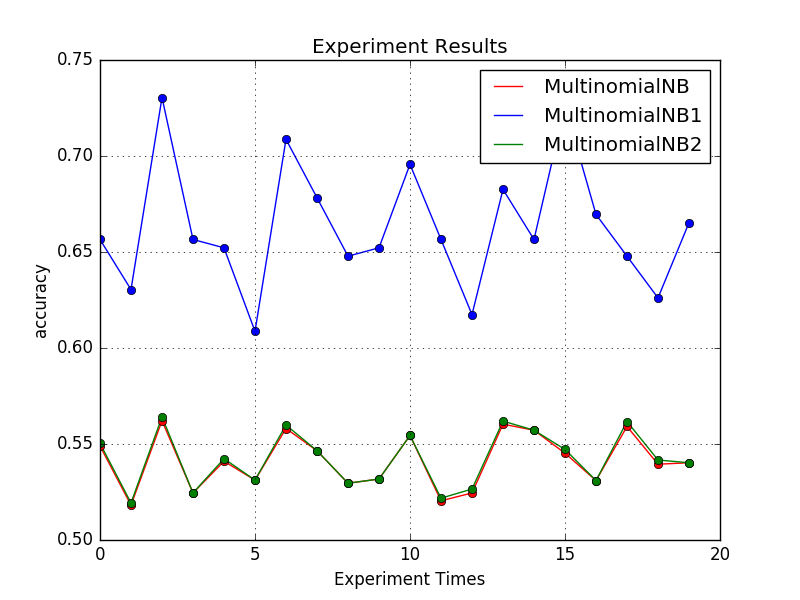 Experiment Results
MultinomialNB
MultinomialNB1
MultinomialNB2
0.75
0.70
0.65
0.60
0.55
0.50
accuracy
0 5 10 15 20
Experiment Times